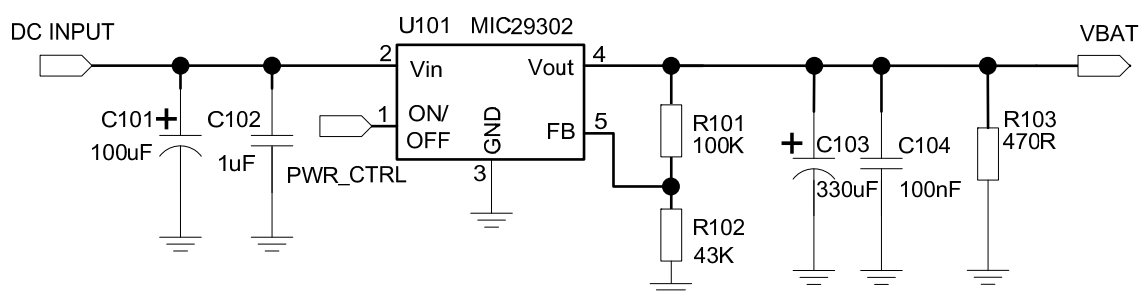 DC INPUT
U101 MIC29302
VBAT
2
Vin
Vout
4
C101
100uF
+
C102
1uF
1
PWR_CTRL
ON/
OFF
GND
3
FB
5
R101
100K
R102
43K
+
C103
330uF
C104
100nF
R103
470R